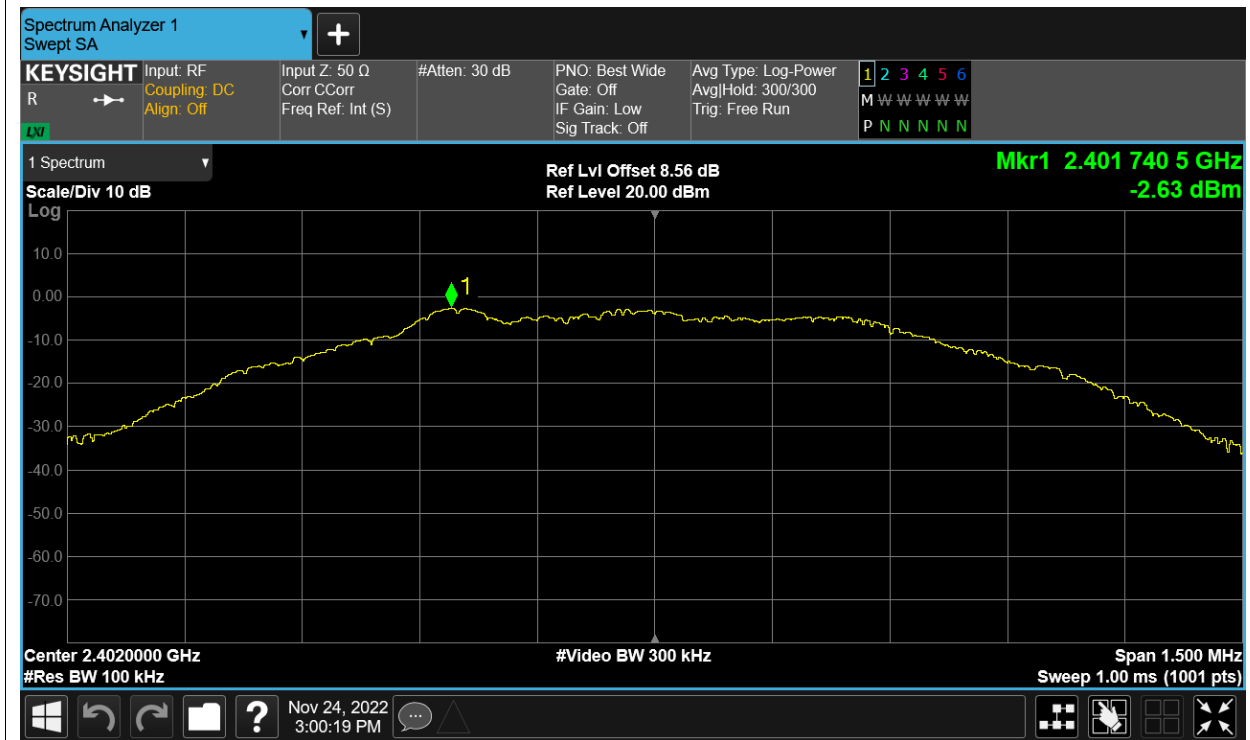 Spectrum Analyzer 1
Swept SA
KEYSIGHT
R
LXI
Input: RF
Coupling: DC
Align: Off
Input Z: 50 Ω
Corr CCorr
Freq Ref: Int (S)
#Atten: 30 dB
PNO: Best Wide
Gate: Off
IF Gain: Low
Sig Track: Off
Avg Type: Log-Power
Avg|Hold: 300/300
Trig: Free Run
1 2 3 4 5 6
M W W W W W
P N N N N N
1 Spectrum
Scale/Div 10 dB
Log
Ref Lvl Offset 8.56 dB
Ref Level 20.00 dBm
Mkr1 2.401 740 5 GHz
-2.63 dBm
10.0
0.00
-10.0
-20.0
-30.0
-40.0
-50.0
-60.0
-70.0
1
Center 2.4020000 GHz
#Res BW 100 kHz
#Video BW 300 kHz
Span 1.500 MHz
Sweep 1.00 ms (1001 pts)
?
Nov 24, 2022
3:00:19 PM